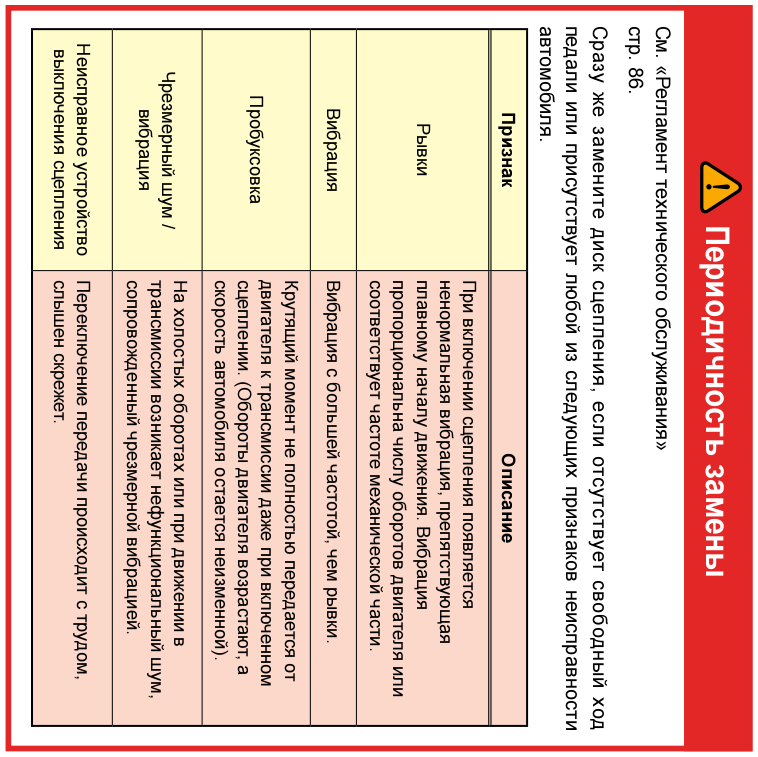 Периодичность замены
См. «Регламент технического обслуживания»
стр. 86.
Сразу же замените диск сцепления, если отсутствует свободный ход
педали или присутствует любой из следующих признаков неисправности
автомобиля.
Признак
Описание
Рывки
При включении сцепления появляется
ненормальная вибрация, препятствующая
плавному началу движения. Вибрация
пропорциональна числу оборотов двигателя или
соответствует частоте механической части.
Вибрация
Вибрация с большей частотой, чем рывки.
Пробуксовка
Крутящий момент не полностью передается от
двигателя к трансмиссии даже при включенном
сцеплении. (Обороты двигателя возрастают, а
скорость автомобиля остается неизменной).
Чрезмерный шум /
вибрация
На холостых оборотах или при движении в
трансмиссии возникает нефункциональный шум,
сопровожденный чрезмерной вибрацией.
Неисправное устройство
выключения сцепления
Переключение передачи происходит с трудом,
слышен скрежет.